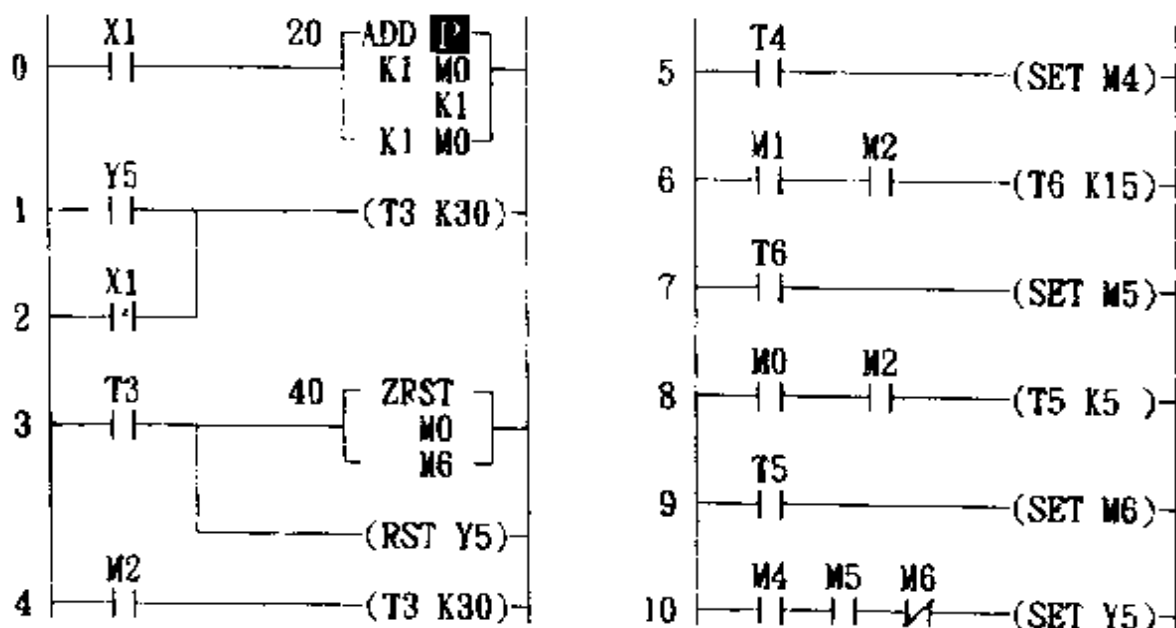 X1
20 ADD P
0 K1 M0
K1
K1 M0
Y5
1 (T3 K30)
X1
2
T3 40 ZRST
3 M0
M6
(RST Y5)
M2
4 (T3 K30)
T4
5 (SET M4)
M1 M2
6 (T6 K15)
T6
7 (SET M5)
M0 M2
8 (T5 K5 )
T5
9 (SET M6)
M4 M5 M6
10 (SET Y5)